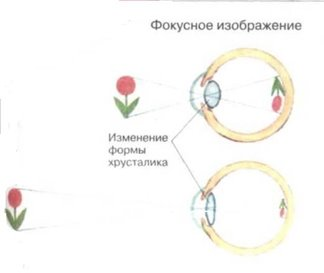 Фокусное изображение
Изменение
формы
хрусталика